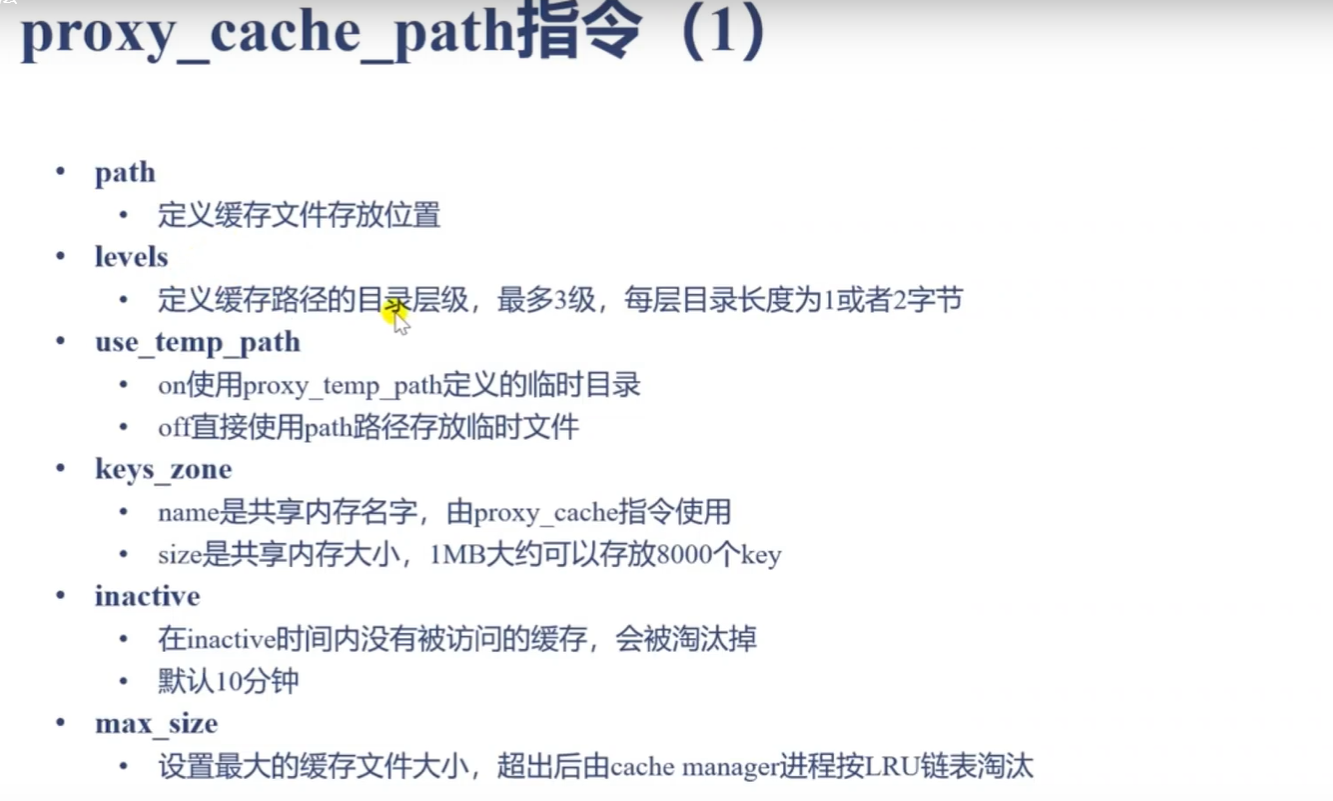 proxy_cache_path指令（1）
• path
• 定义缓存文件存放位置
• levels
• 定义缓存路径的目录层级，最多3级，每层目录长度为1或者2字节
• use_temp_path
• on使用proxy_temp_path定义的临时目录
• off直接使用path路径存放临时文件
• keys_zone
• name是共享内存名字，由proxy_cache指令使用
• size是共享内存大小，1MB大约可以存放8000个key
• inactive
• 在inactive时间内没有被访问的缓存，会被淘汰掉
• 默认10分钟
• max_size
• 设置最大的缓存文件大小，超出后由cache manager进程按LRU链表淘汰